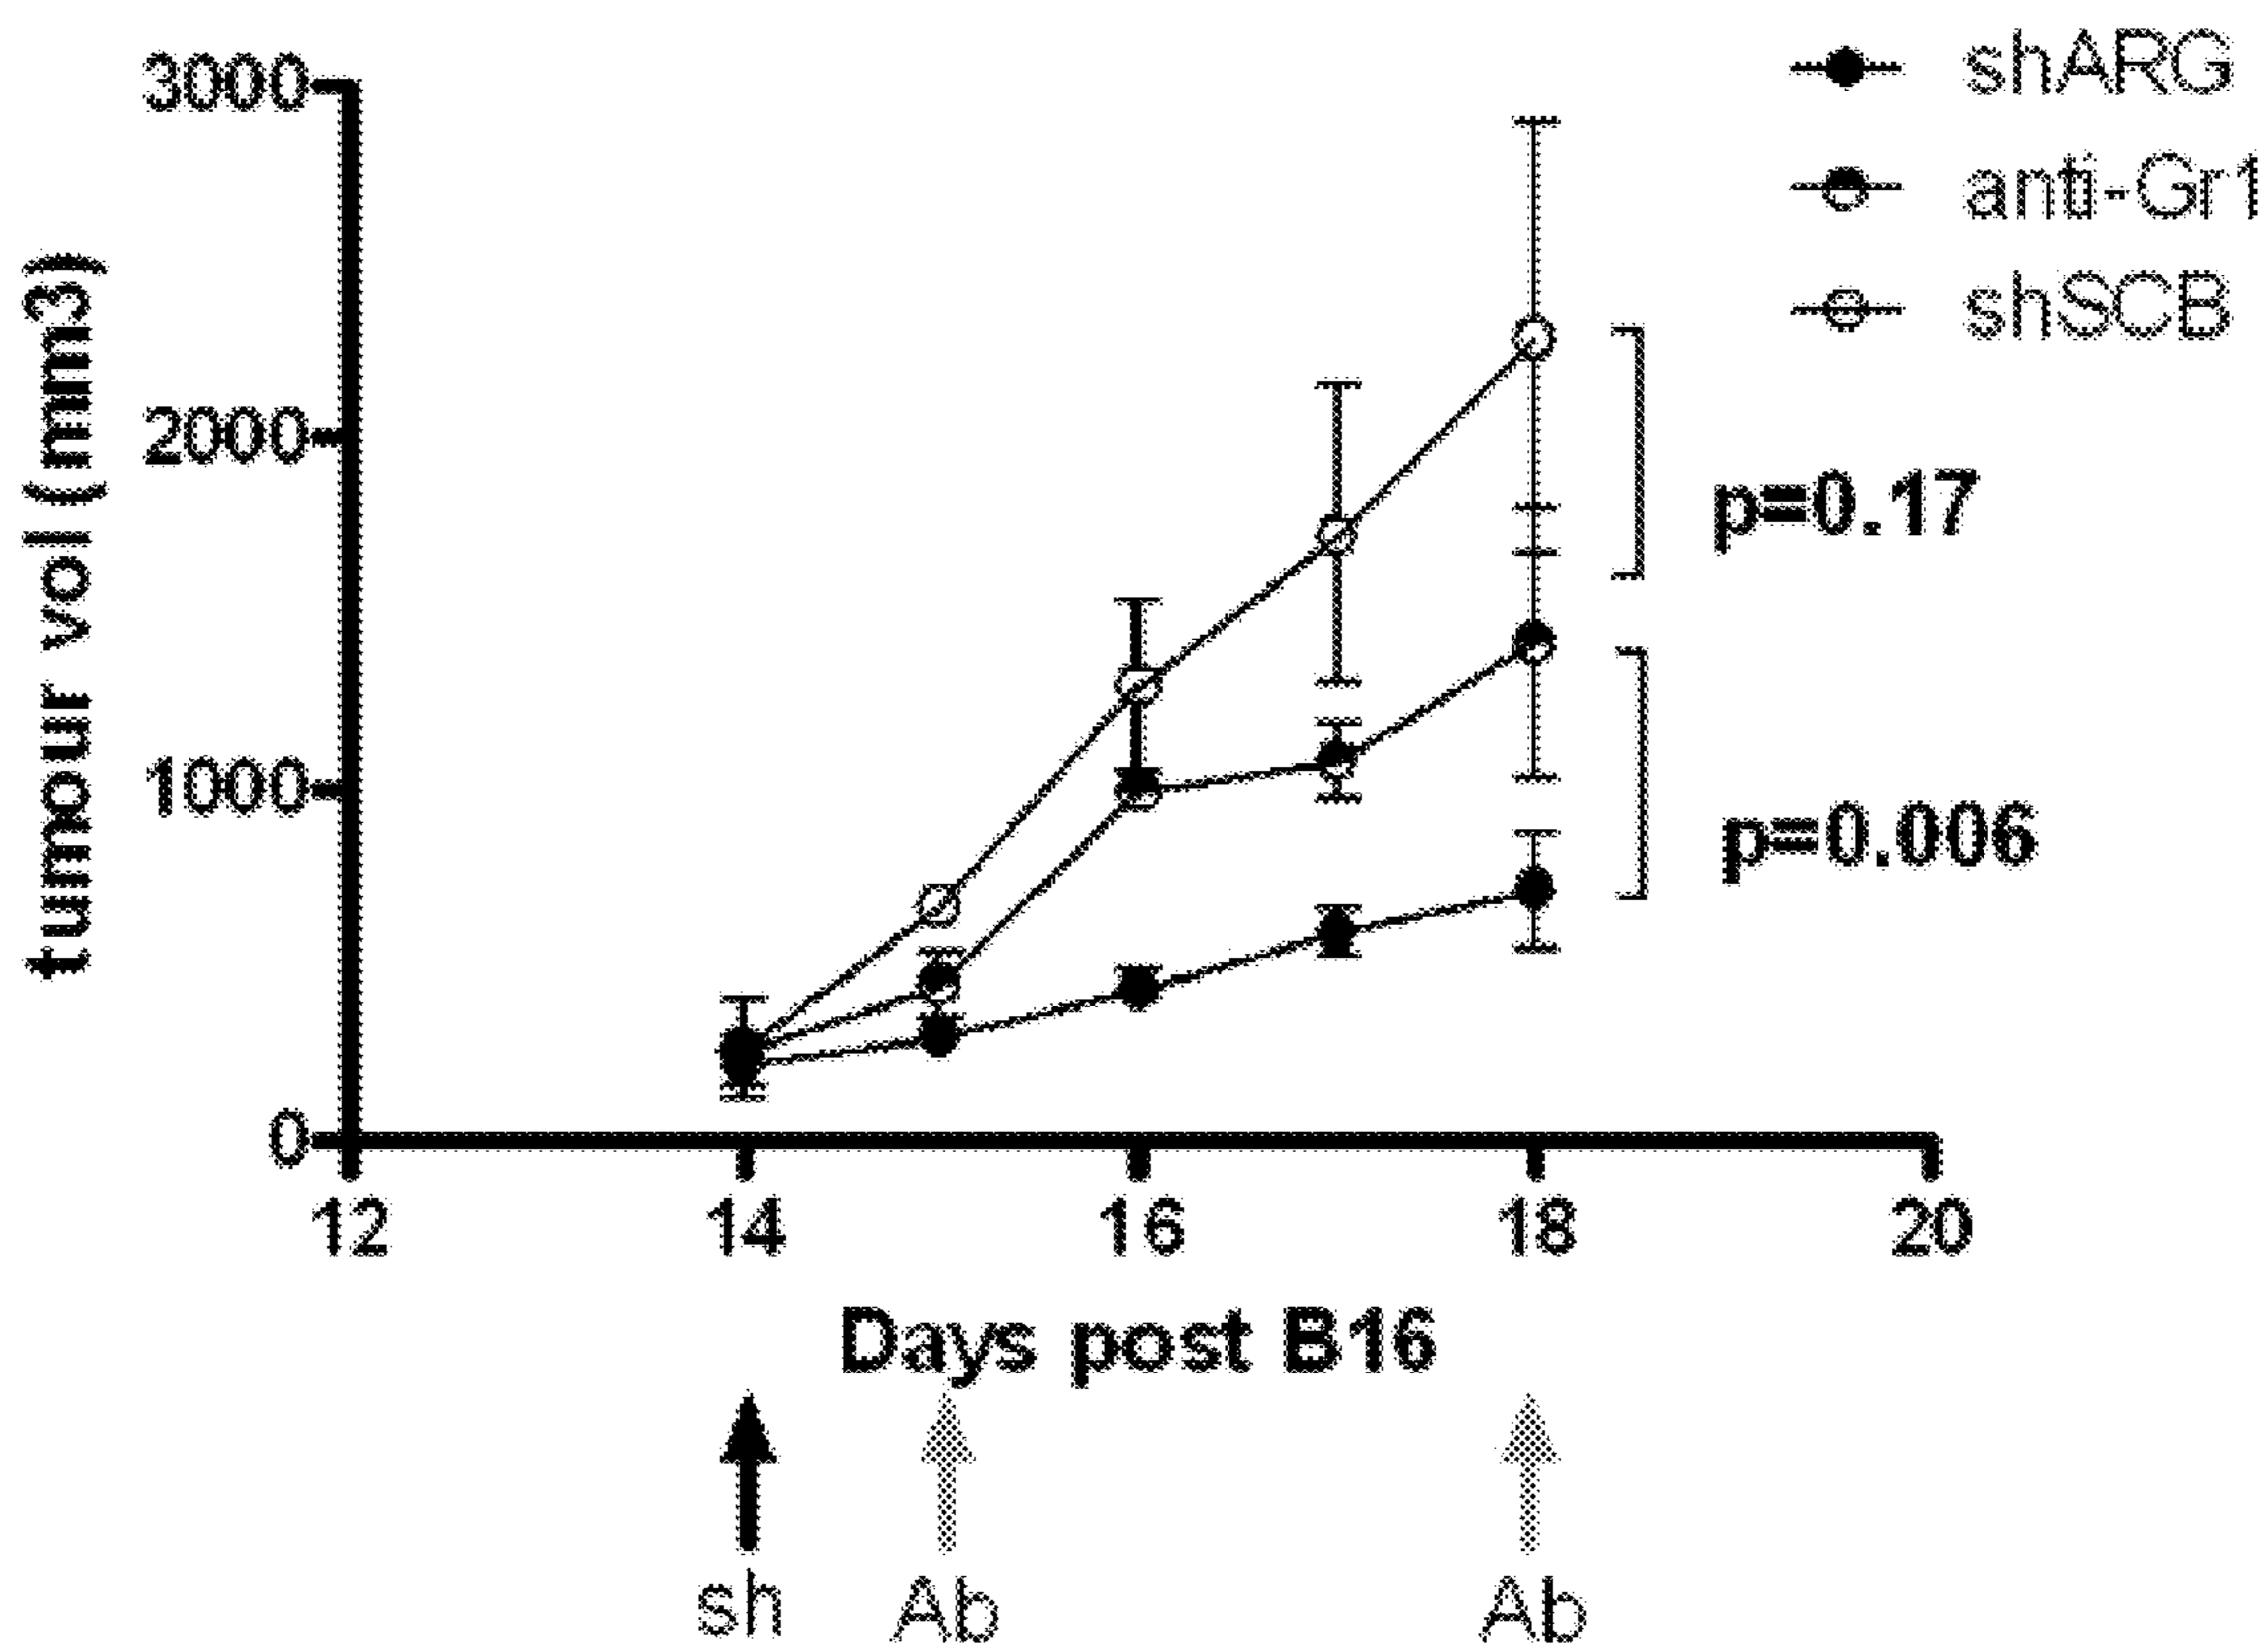 shARG
anti-Gr1
shSCB
tumour vol (mm3)
3000
2000
1000
0
p=0.17
p=0.006
12 14 16 18 20
Days post B16
sh Ab Ab